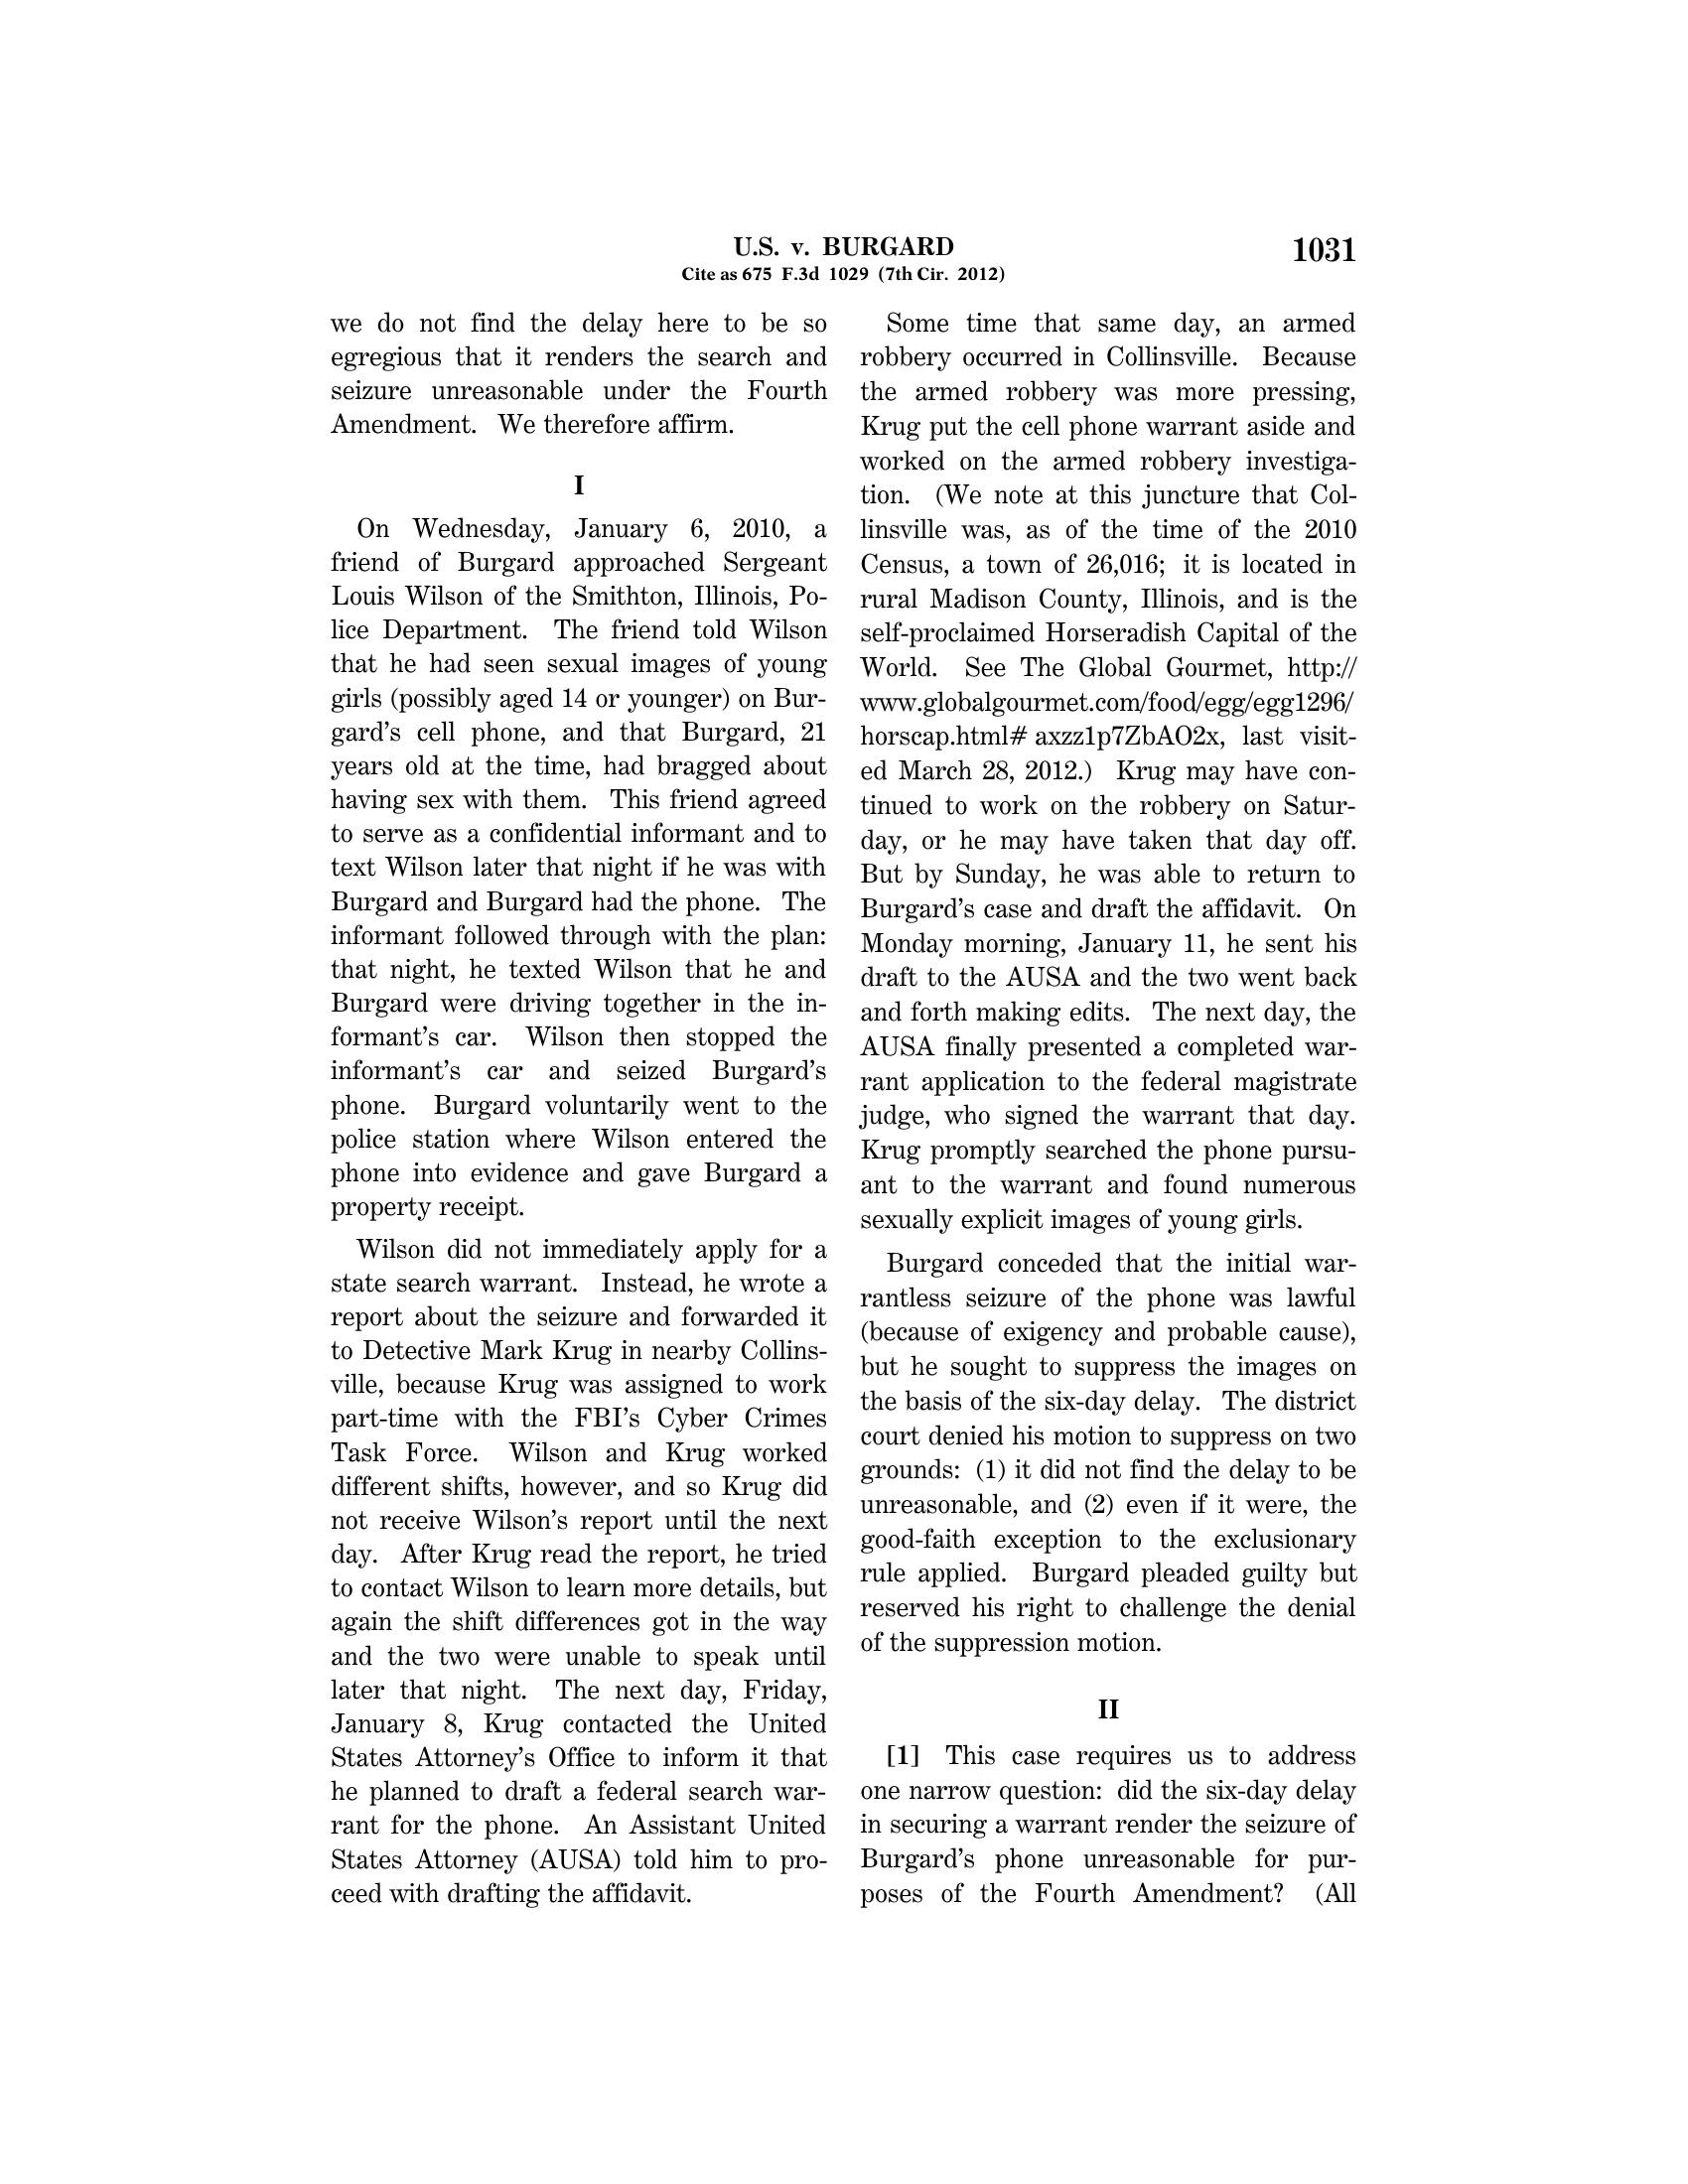 U.S. v. BURGARD
1031
Cite as 675 F.3d 1029 (7th Cir. 2012)
we do not find the delay here to be so
egregious that it renders the search and
seizure unreasonable under the Fourth
Amendment. We therefore affirm.
I
On Wednesday, January 6, 2010, a
friend of Burgard approached Sergeant
Louis Wilson of the Smithton, Illinois, Po-
lice Department. The friend told Wilson
that he had seen sexual images of young
girls (possibly aged 14 or younger) on Bur-
gard's cell phone, and that Burgard, 21
years old at the time, had bragged about
having sex with them. This friend agreed
to serve as a confidential informant and to
text Wilson later that night if he was with
Burgard and Burgard had the phone. The
informant followed through with the plan:
that night, he texted Wilson that he and
Burgard were driving together in the in-
formant's car. Wilson then stopped the
informant's car and seized Burgard's
phone. Burgard voluntarily went to the
police station where Wilson entered the
phone into evidence and gave Burgard a
property receipt.
Wilson did not immediately apply for a
state search warrant. Instead, he wrote a
report about the seizure and forwarded it
to Detective Mark Krug in nearby Collins-
ville, because Krug was assigned to work
part-time with the FBI's Cyber Crimes
Task Force. Wilson and Krug worked
different shifts, however, and so Krug did
not receive Wilson's report until the next
day. After Krug read the report, he tried
to contact Wilson to learn more details, but
again the shift differences got in the way
and the two were unable to speak until
later that night. The next day, Friday,
January 8, Krug contacted the United
States Attorney's Office to inform it that
he planned to draft a federal search war-
rant for the phone. An Assistant United
States Attorney (AUSA) told him to pro-
ceed with drafting the affidavit.
Some time that same day, an armed
robbery occurred in Collinsville. Because
the armed robbery was more pressing,
Krug put the cell phone warrant aside and
worked on the armed robbery investiga-
tion. (We note at this juncture that Col-
linsville was, as of the time of the 2010
Census, a town of 26,016; it is located in
rural Madison County, Illinois, and is the
self-proclaimed Horseradish Capital of the
World. See The Global Gourmet, http://
www.globalgourmet.com/food/egg/egg1296/
horscap.html# axzz1p7ZbAO2x, last visit-
ed March 28, 2012.) Krug may have con-
tinued to work on the robbery on Satur-
day, or he may have taken that day off.
But by Sunday, he was able to return to
Burgard's case and draft the affidavit. On
Monday morning, January 11, he sent his
draft to the AUSA and the two went back
and forth making edits. The next day, the
AUSA finally presented a completed war-
rant application to the federal magistrate
judge, who signed the warrant that day.
Krug promptly searched the phone pursu-
ant to the warrant and found numerous
sexually explicit images of young girls.
Burgard conceded that the initial war-
rantless seizure of the phone was lawful
(because of exigency and probable cause),
but he sought to suppress the images on
the basis of the six-day delay. The district
court denied his motion to suppress on two
grounds: (1) it did not find the delay to be
unreasonable, and (2) even if it were, the
good-faith exception to the exclusionary
rule applied. Burgard pleaded guilty but
reserved his right to challenge the denial
of the suppression motion.
II
[1] This case requires us to address
one narrow question: did the six-day delay
in securing a warrant render the seizure of
Burgard's phone unreasonable for pur-
poses of the Fourth Amendment? (All